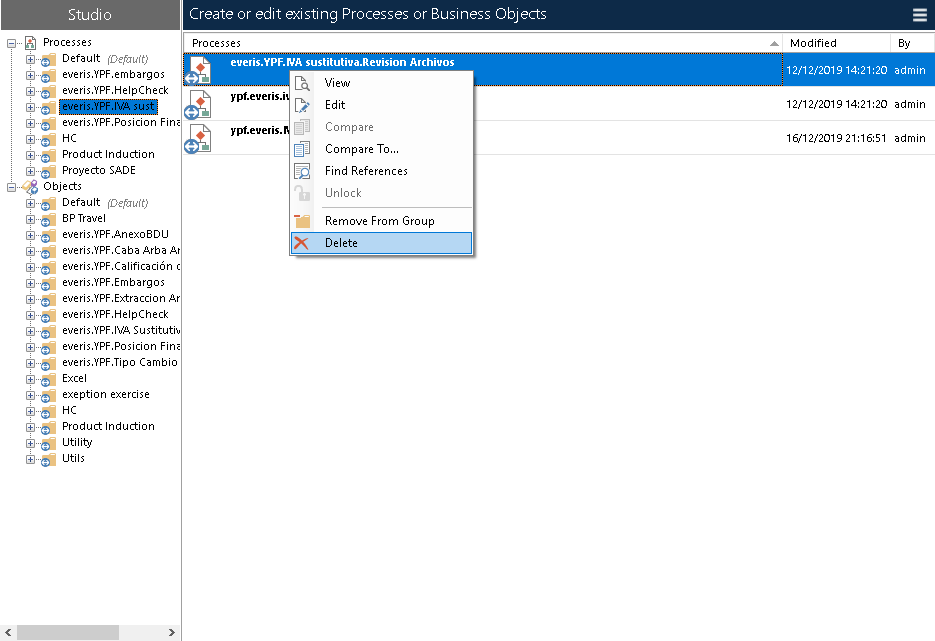 Studio
Create or edit existing Processes or Business Objects
Processes
Default (Default)
everis.YPF.embargos
everis.YPF.HelpCheck
everis.YPF.IVA sust
everis.YPF.Posicion Fina
HC
Product Induction
Proyecto SADE
Objects
Default (Default)
BP Travel
everis.YPF.AnexoBDU
everis.YPF.Caba Arba Ar
everis.YPF.Calificación
everis.YPF.Embargos
everis.YPF.Extraccion Ar
everis.YPF.HelpCheck
everis.YPF.IVA Sustitutiv
everis.YPF.Posicion Fina
everis.YPF.Tipo Cambio
Excel
exeption exercise
HC
Product Induction
Utility
Utils
Processes Modified By
everis.YPF.IVA sustitutiva.Revision Archivos 12/12/2019 14:21:20 admin
ypf.everis.iv 12/12/2019 14:21:20 admin
ypf.everis. 16/12/2019 21:16:51 admin
View
Edit
Compare
Compare To...
Find References
Unlock
Remove From Group
Delete